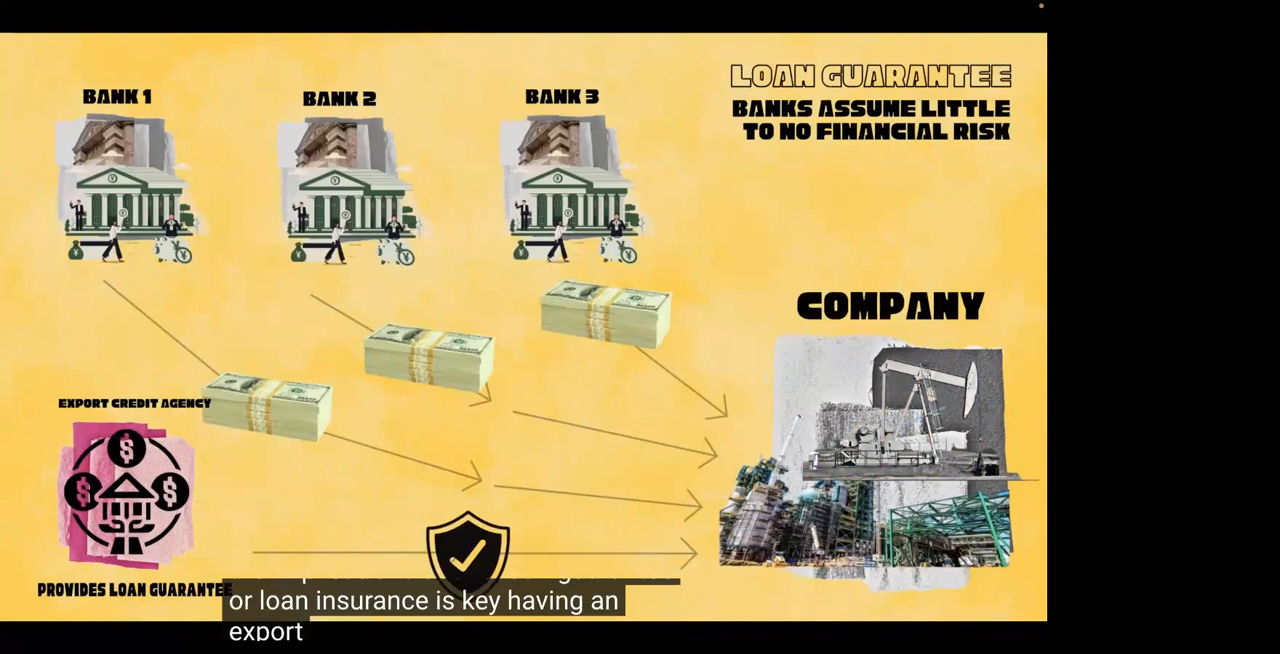 LOAN GUARANTEE
BANKS ASSUME LITTLE
TO NO FINANCIAL RISK
BANK 1
BANK 2
BANK 3
COMPANY
EXPORT CREDIT AGENCY
PROVIDES LOAN GUARANTEE
or loan insurance is key having an
export